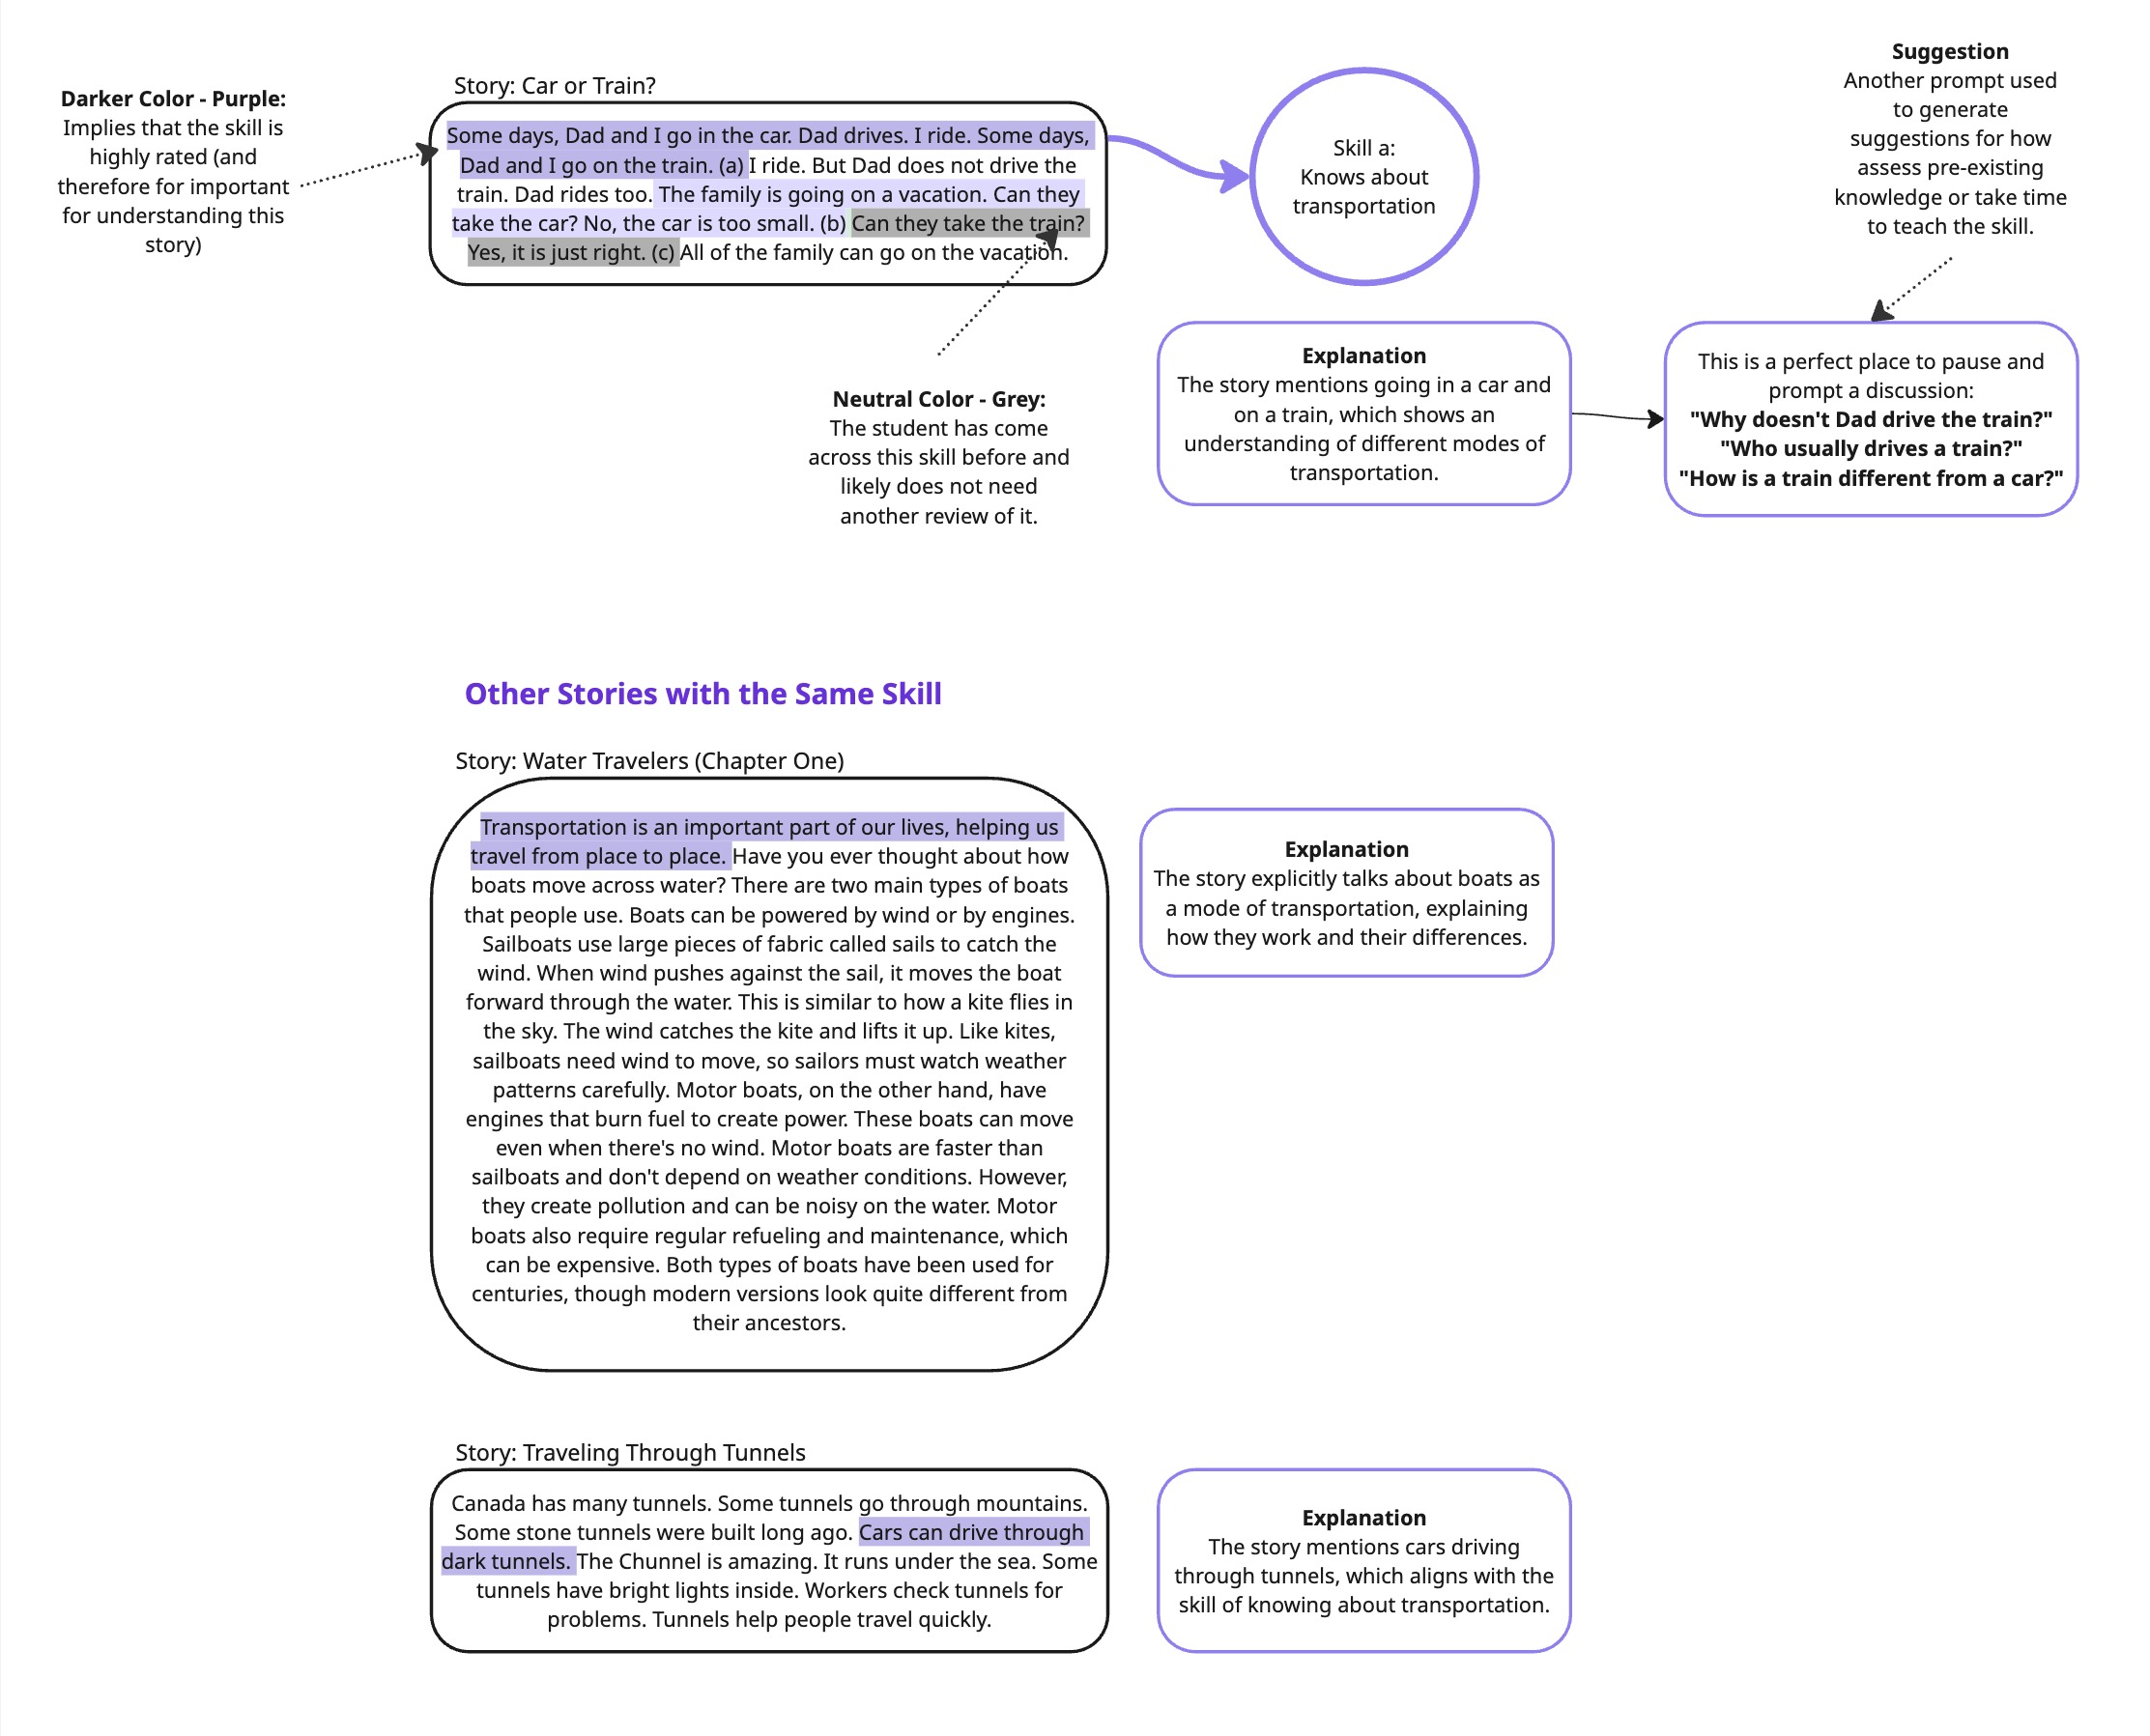 Darker Color - Purple:
Implies that the skill is
highly rated (and
therefore for important
for understanding this
story)
Story: Car or Train?
Some days, Dad and I go in the car. Dad drives. I ride. Some days,
Dad and I go on the train. (a) I ride. But Dad does not drive the
train. Dad rides too. The family is going on a vacation. Can they
take the car? No, the car is too small. (b) Can they take the train?
Yes, it is just right. (c) All of the family can go on the vacation.
Skill a:
Knows about
transportation
Suggestion
Another prompt used
to generate
suggestions for how
assess pre-existing
knowledge or take time
to teach the skill.
Neutral Color - Grey:
The student has come
across this skill before and
likely does not need
another review of it.
Explanation
The story mentions going in a car and
on a train, which shows an
understanding of different modes of
transportation.
This is a perfect place to pause and
prompt a discussion:
"Why doesn't Dad drive the train?"
"Who usually drives a train?"
"How is a train different from a car?"
Other Stories with the Same Skill
Story: Water Travelers (Chapter One)
Transportation is an important part of our lives, helping us
travel from place to place. Have you ever thought about how
boats move across water? There are two main types of boats
that people use. Boats can be powered by wind or by engines.
Sailboats use large pieces of fabric called sails to catch the
wind. When wind pushes against the sail, it moves the boat
forward through the water. This is similar to how a kite flies in
the sky. The wind catches the kite and lifts it up. Like kites,
sailboats need wind to move, so sailors must watch weather
patterns carefully. Motor boats, on the other hand, have
engines that burn fuel to create power. These boats can move
even when there's no wind. Motor boats are faster than
sailboats and don't depend on weather conditions. However,
they create pollution and can be noisy on the water. Motor
boats also require regular refueling and maintenance, which
can be expensive. Both types of boats have been used for
centuries, though modern versions look quite different from
their ancestors.
Explanation
The story explicitly talks about boats as
a mode of transportation, explaining
how they work and their differences.
Story: Traveling Through Tunnels
Canada has many tunnels. Some tunnels go through mountains.
Some stone tunnels were built long ago. Cars can drive through
dark tunnels. The Chunnel is amazing. It runs under the sea. Some
tunnels have bright lights inside. Workers check tunnels for
problems. Tunnels help people travel quickly.
Explanation
The story mentions cars driving
through tunnels, which aligns with the
skill of knowing about transportation.